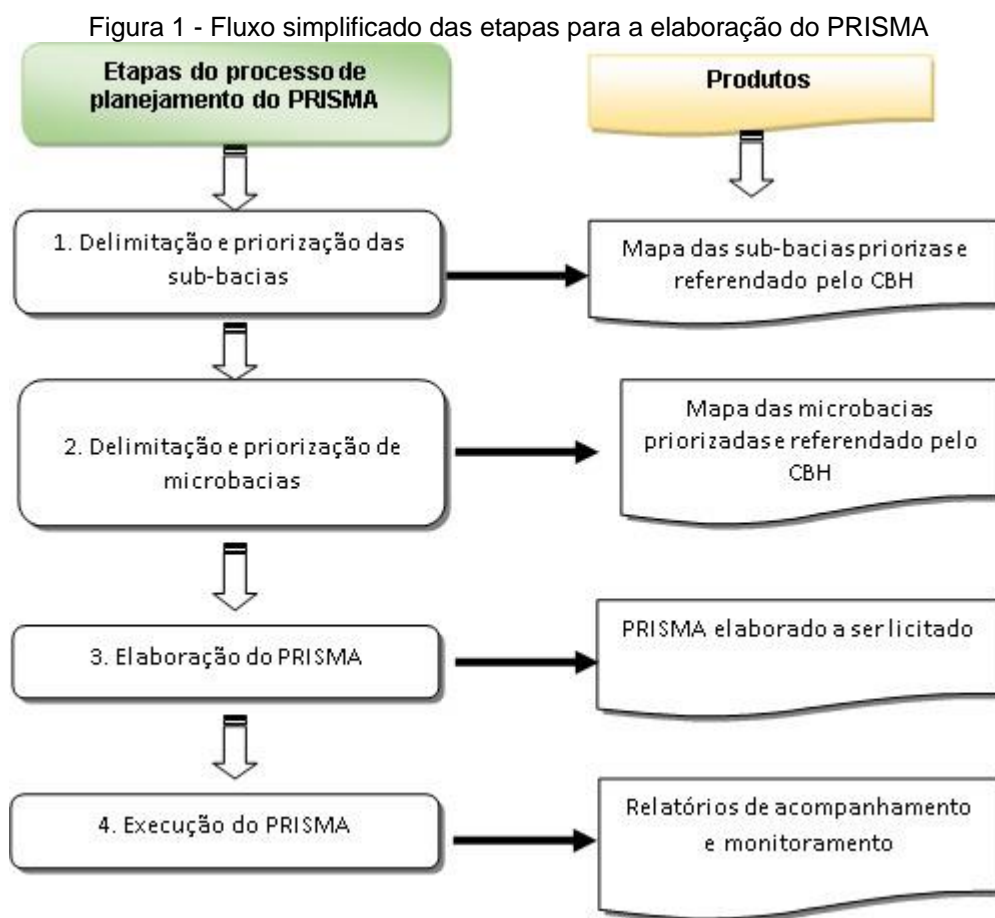 Figura 1 - Fluxo simplificado das etapas para a elaboração do PRISMA
Etapas do processo de
planejamento do PRISMA
Produtos
1. Delimitação e priorização das
sub-bacias
Mapa das sub-bacias priorizas e
referendado pelo CBH
2. Delimitação e priorização de
microbacias
Mapa das microbacias
priorizadas e referendado pelo
CBH
3. Elaboração do PRISMA
PRISMA elaborado a ser licitado
4. Execução do PRISMA
Relatórios de acompanhamento
e monitoramento